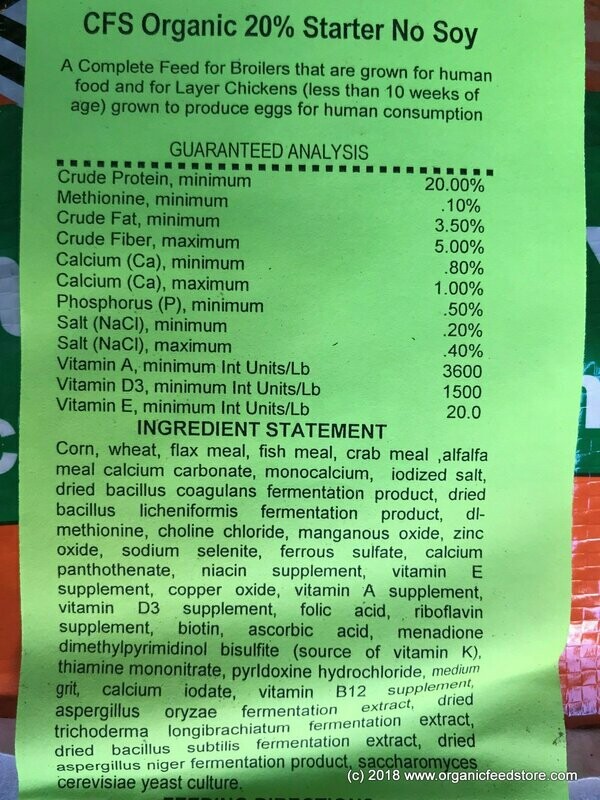 CFS Organic 20% Starter No Soy
A Complete Feed for Broilers that are grown for human
food and for Layer Chickens (less than 10 weeks of
age) grown to produce eggs for human consumption
GUARANTEED ANALYSIS
Crude Protein, minimum 20.00%
Methionine, minimum .10%
Crude Fat, minimum 3.50%
Crude Fiber, maximum 5.00%
Calcium (Ca), minimum .80%
Calcium (Ca), maximum 1.00%
Phosphorus (P), minimum .50%
Salt (NaCl), minimum .20%
Salt (NaCl), maximum .40%
Vitamin A, minimum Int Units/Lb 3600
Vitamin D3, minimum Int Units/Lb 1500
Vitamin E, minimum Int Units/Lb 20.0
INGREDIENT STATEMENT
Corn, wheat, flax meal, fish meal, crab meal ,alfalfa
meal calcium carbonate, monocalcium, iodized salt,
dried bacillus coagulans fermentation product, dried
bacillus licheniformis fermentation product, dl-
methionine, choline chloride, manganous oxide, zinc
oxide, sodium selenite, ferrous sulfate, calcium
panthothenate, niacin supplement, vitamin E
supplement, copper oxide, vitamin A supplement,
vitamin D3 supplement, folic acid, riboflavin
supplement, biotin, ascorbic acid, menadione
dimethylpyrimidinol bisulfite (source of vitamin K),
thiamine mononitrate, pyrldoxine hydrochloride, medium
grit, calcium iodate, vitamin B12 supplement,
aspergillus oryzae fermentation extract, dried
trichoderma longibrachiatum fermentation extract,
dried bacillus subtilis fermentation extract, dried
aspergillus niger fermentation product, saccharomyces
cerevisiae yeast culture.
(c) 2018 www.organicfeedstore.com
FEEDING DIRECTIONS